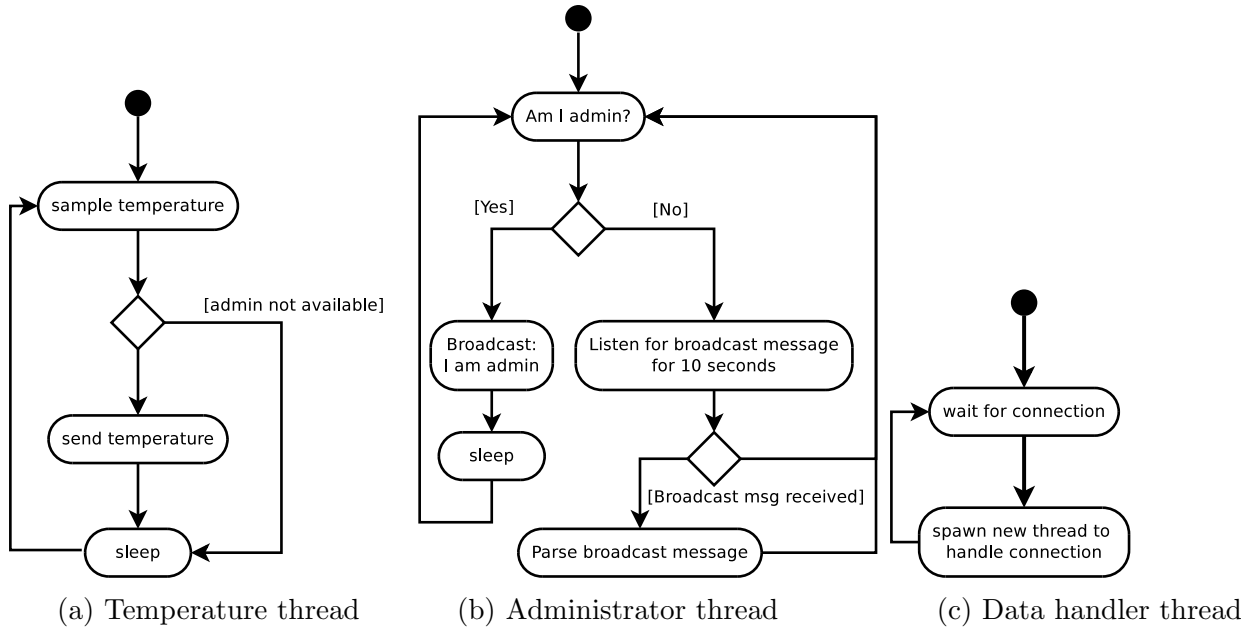 sample temperature
[admin not available]
send temperature
sleep
(a) Temperature thread
Am I admin?
[Yes]
[No]
Broadcast:
I am admin
sleep
Listen for broadcast message
for 10 seconds
[Broadcast msg received]
Parse broadcast message
(b) Administrator thread
wait for connection
spawn new thread to
handle connection
(c) Data handler thread